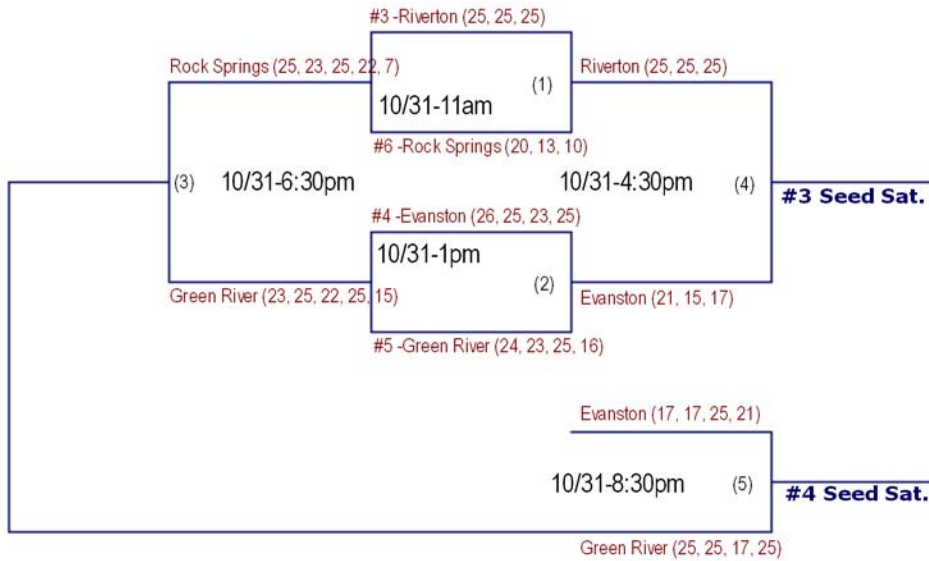 #3 -Riverton (25, 25, 25)
Rock Springs (25, 23, 25, 22, 7)
Riverton (25, 25, 25)
(1)
10/31-11am
#6 -Rock Springs (20, 13, 10)
(3)
10/31-6:30pm
10/31-4:30pm
(4)
#3 Seed Sat.
#4 -Evanston (26, 25, 23, 25)
10/31-1pm
(2)
Green River (23, 25, 22, 25, 15)
Evanston (21, 15, 17)
#5 -Green River (24, 23, 25, 16)
Evanston (17, 17, 25, 21)
10/31-8:30pm
(5)
#4 Seed Sat.
Green River (25, 25, 17, 25)